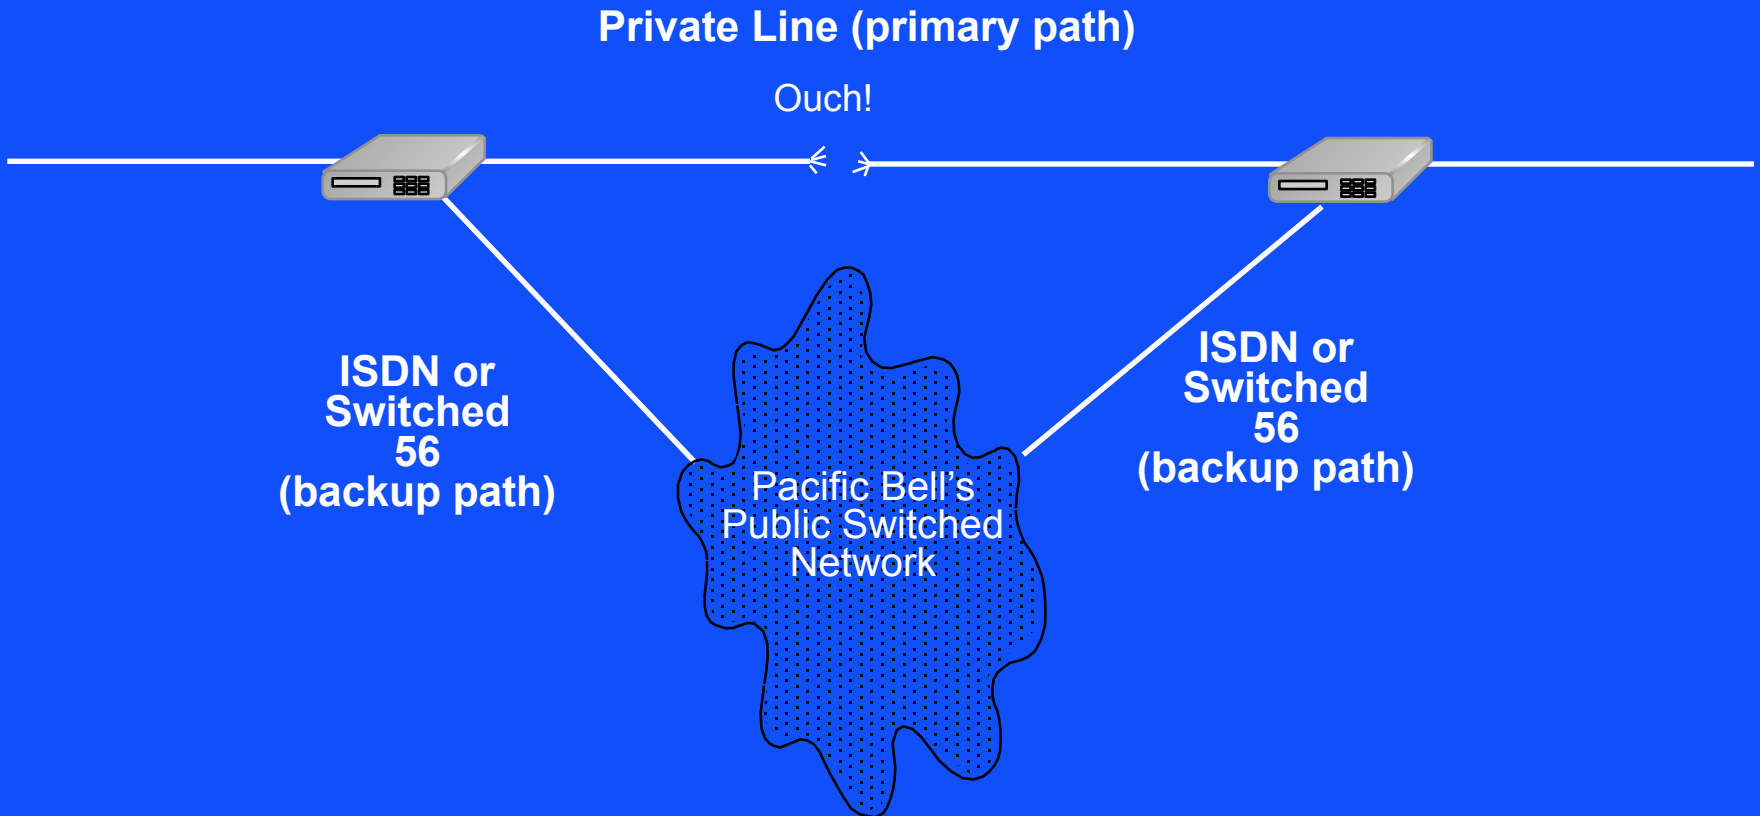 Private Line (primary path)
Ouch!
ISDN or
Switched
56
(backup path)
Pacific Bell’s
Public Switched
Network
ISDN or
Switched
56
(backup path)